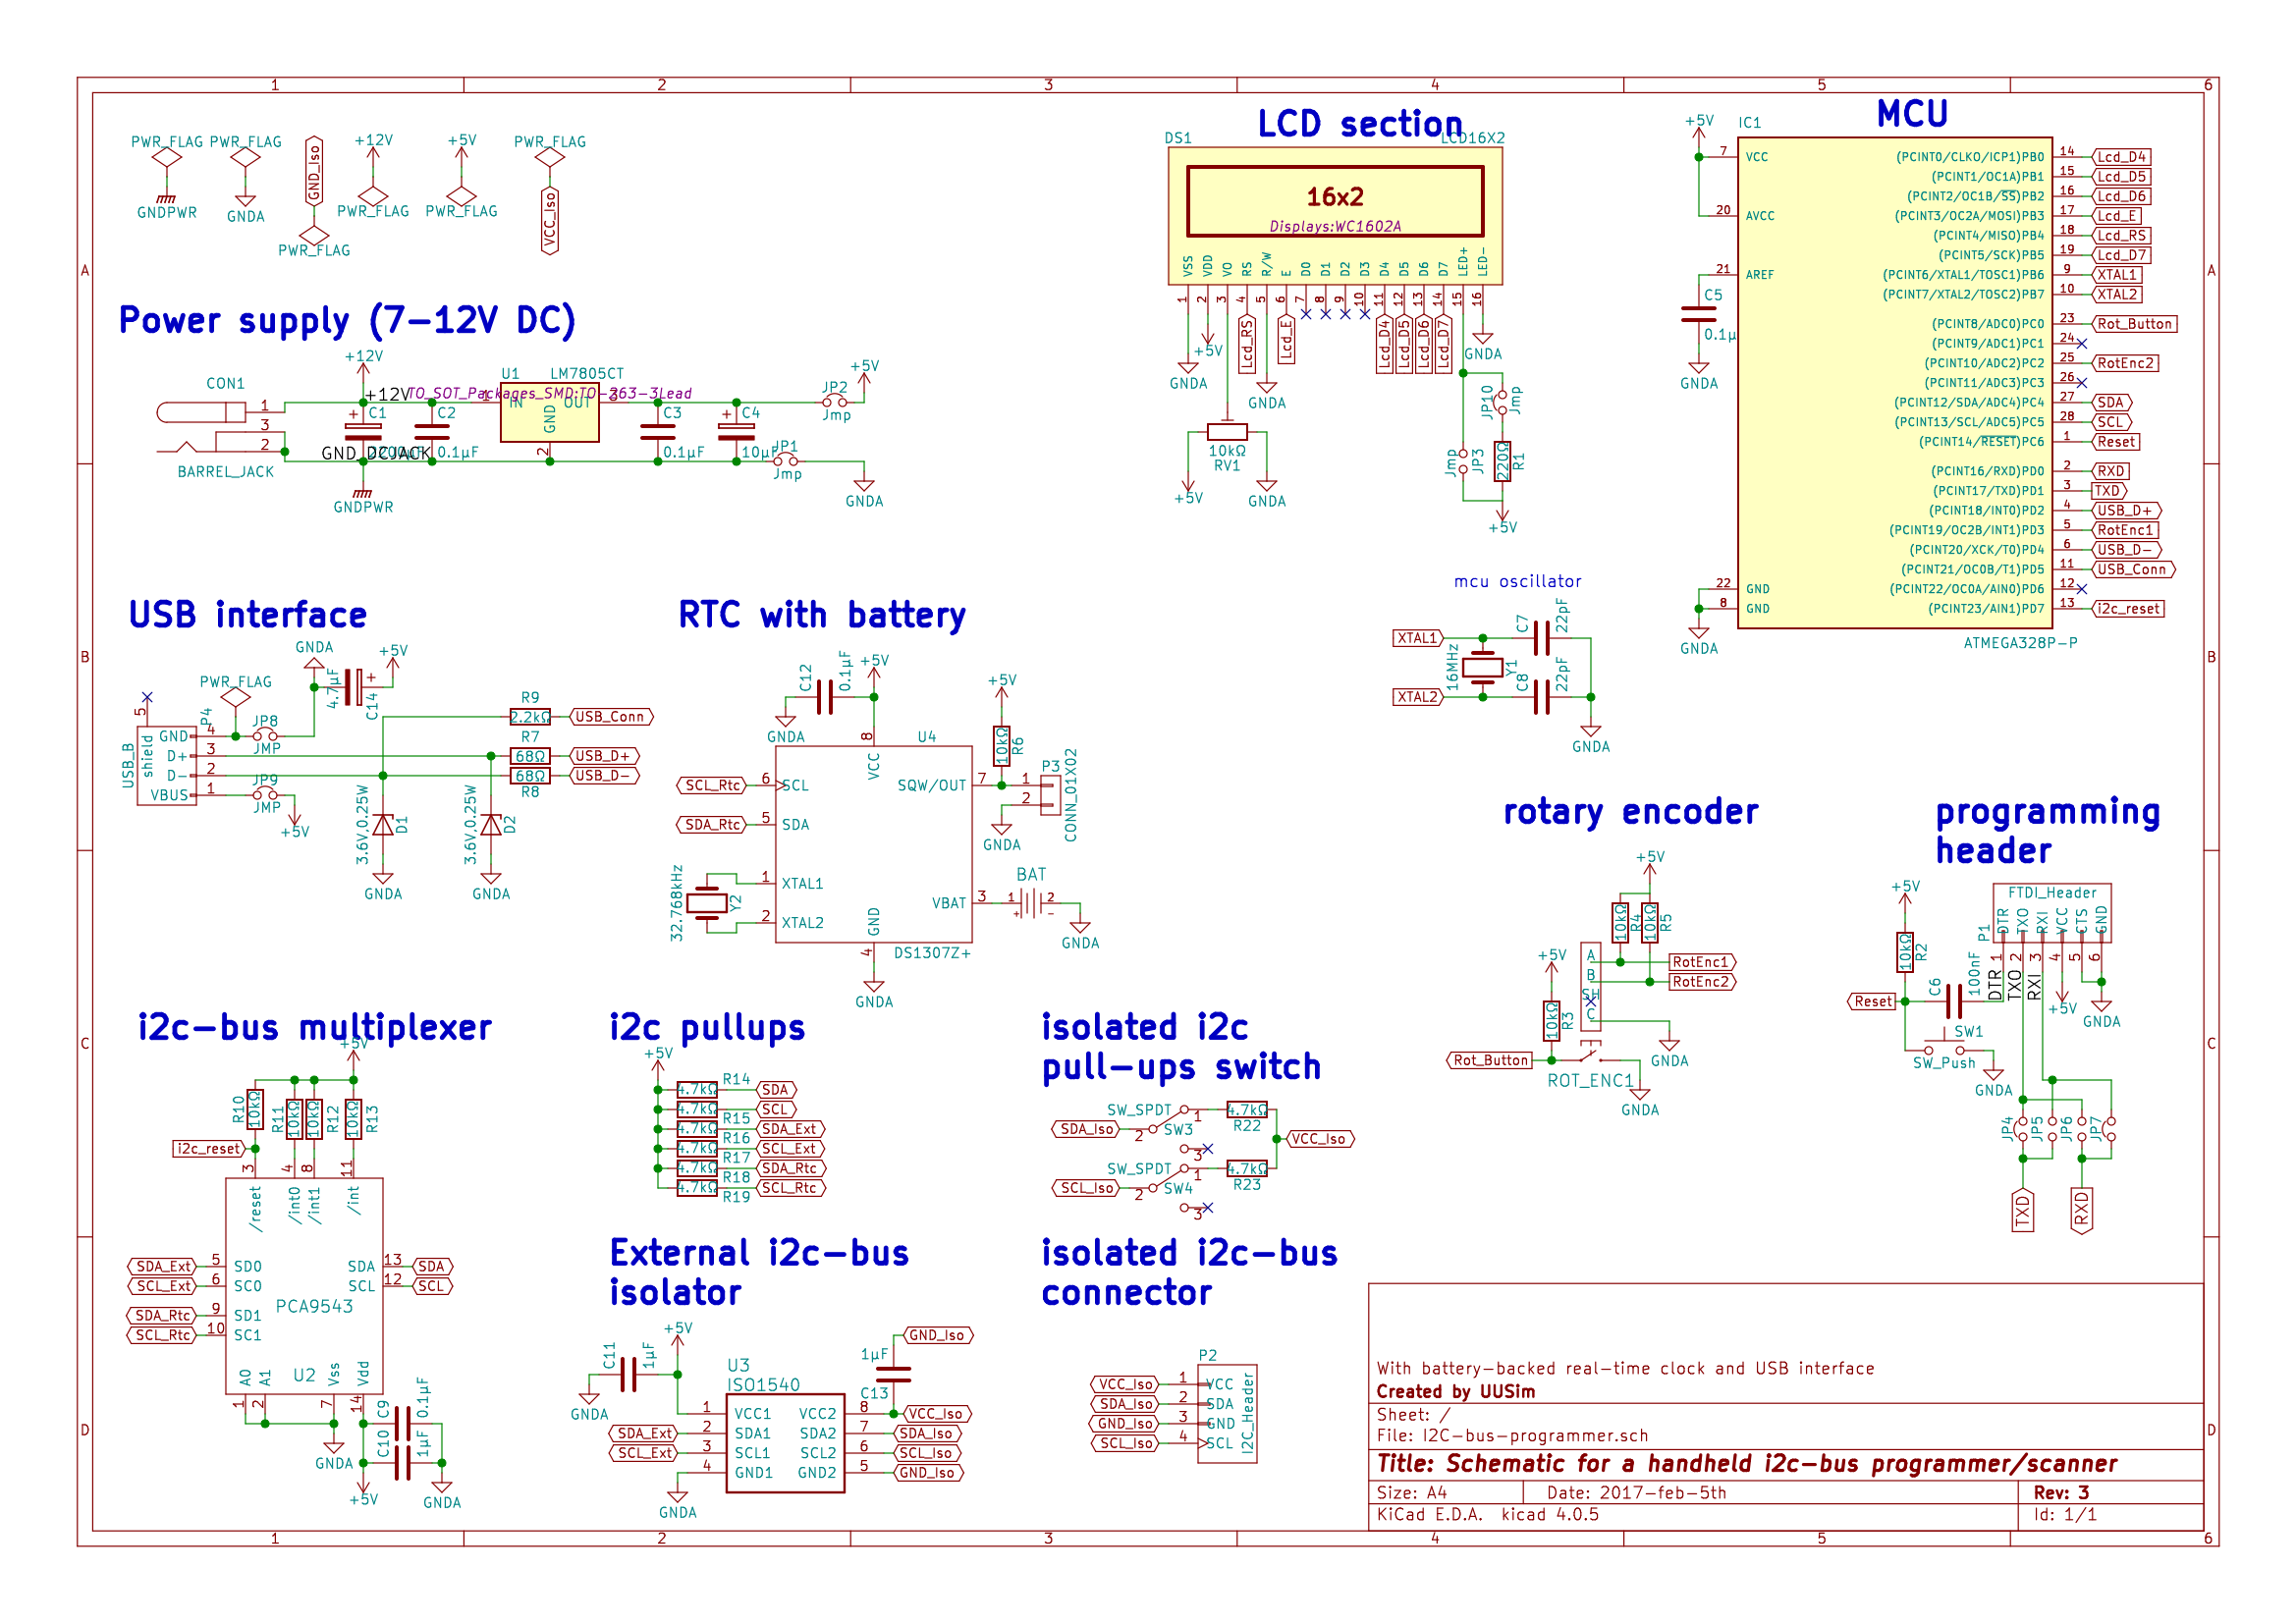 1 2 3 4 5 6
A
B
C
D
PWR_FLAG
GNDPWR
PWR_FLAG
GNDA
GND_Iso
PWR_FLAG
+12V
PWR_FLAG
+5V
PWR_FLAG
PWR_FLAG
VCC_Iso
Power supply (7-12V DC)
CON1
BARREL_JACK
1
3
2
+12V
+12V
GND_DCJACK
GNDPWR
C1
2200µF
C2
0.1µF
U1
LM7805CT
TO_SOT_Packages_SMD:TO-263-3Lead
1 IN OUT 3
GND
2
C3
0.1µF
C4
10µF
JP2
Jmp
+5V
JP1
Jmp
GNDA
LCD section
DS1
LCD16X2
16x2
Displays:WC1602A
VSS VDD VO RS R/W E D0 D1 D2 D3 D4 D5 D6 D7 LED+ LED-
1 2 3 4 5 6 7 8 9 10 11 12 13 14 15 16
GNDA
+5V
Lcd_RS
GNDA
Lcd_E
Lcd_D4
Lcd_D5
Lcd_D6
Lcd_D7
GNDA
10kΩ
RV1
+5V
GNDA
JP10
Jmp
Jmp
JP3
220Ω
R1
+5V
MCU
+5V
IC1
7 VCC
20 AVCC
21 AREF
C5
0.1µ
GNDA
22 GND
8 GND
GNDA
(PCINT0/CLKO/ICP1)PB0 14 Lcd_D4
(PCINT1/OC1A)PB1 15 Lcd_D5
(PCINT2/OC1B/SS)PB2 16 Lcd_D6
(PCINT3/OC2A/MOSI)PB3 17 Lcd_E
(PCINT4/MISO)PB4 18 Lcd_RS
(PCINT5/SCK)PB5 19 Lcd_D7
(PCINT6/XTAL1/TOSC1)PB6 9 XTAL1
(PCINT7/XTAL2/TOSC2)PB7 10 XTAL2
(PCINT8/ADC0)PC0 23 Rot_Button
(PCINT9/ADC1)PC1 24
(PCINT10/ADC2)PC2 25 RotEnc2
(PCINT11/ADC3)PC3 26
(PCINT12/SDA/ADC4)PC4 27 SDA
(PCINT13/SCL/ADC5)PC5 28 SCL
(PCINT14/RESET)PC6 1 Reset
(PCINT16/RXD)PD0 2 RXD
(PCINT17/TXD)PD1 3 TXD
(PCINT18/INT0)PD2 4 USB_D+
(PCINT19/OC2B/INT1)PD3 5 RotEnc1
(PCINT20/XCK/T0)PD4 6 USB_D-
(PCINT21/OC0B/T1)PD5 11 USB_Conn
(PCINT22/OC0A/AIN0)PD6 12
(PCINT23/AIN1)PD7 13 i2c_reset
ATMEGA328P-P
mcu oscillator
XTAL1
XTAL2
16MHz
Y1
C7
22pF
C8
22pF
GNDA
USB interface
GNDA
+5V
4.7µF
C14
PWR_FLAG
P4
USB_B
shield
5
GND 4
D+ 3
D- 2
VBUS 1
JP8
JMP
JP9
JMP
+5V
R9
2.2kΩ
USB_Conn
R7
68Ω
USB_D+
68Ω
R8
USB_D-
3.6V,0.25W
D1
GNDA
3.6V,0.25W
D2
GNDA
RTC with battery
C12
0.1µF
+5V
GNDA
U4
8
VCC
SCL_Rtc 6 SCL
SDA_Rtc 5 SDA
1 XTAL1
2 XTAL2
32.768kHz
Y2
SQW/OUT 7
VBAT 3
GND
4
GNDA
DS1307Z+
+5V
10kΩ
R6
P3
1
2
CONN_01X02
GNDA
BAT
1 2
+ -
GNDA
rotary encoder
+5V
10kΩ
R4
10kΩ
R5
A
B
SH
C
RotEnc1
RotEnc2
+5V
10kΩ
R3
Rot_Button
ROT_ENC1
GNDA
GNDA
programming
header
+5V
10kΩ
R2
Reset
C6
100nF
SW1
SW_Push
GNDA
FTDI_Header
P1
DTR TXO RXI VCC CTS GND
1 2 3 4 5 6
DTR
TXO
RXI
+5V
GNDA
JP4
JP5
JP6
JP7
TXD
RXD
i2c-bus multiplexer
+5V
R10
10kΩ
R11
10kΩ
10kΩ
R12
R13
i2c_reset
3 4 8 11
/reset /int0 /int1 /int
SDA_Ext 5 SD0
SCL_Ext 6 SC0
SDA_Rtc 9 SD1
SCL_Rtc 10 SC1
SDA 13 SDA
SCL 12 SCL
PCA9543
U2
A0 A1 Vss Vdd
1 2 7 14
GNDA
C9
0.1µF
C10
1µF
+5V
GNDA
i2c pullups
+5V
4.7kΩ R14 SDA
4.7kΩ R15 SCL
4.7kΩ R16 SDA_Ext
4.7kΩ R17 SCL_Ext
4.7kΩ R18 SDA_Rtc
4.7kΩ R19 SCL_Rtc
isolated i2c
pull-ups switch
SW_SPDT
SDA_Iso 2 1
SW3
3
4.7kΩ
R22
VCC_Iso
SW_SPDT
SCL_Iso 2 1
SW4
3
4.7kΩ
R23
External i2c-bus
isolator
+5V
C11
1µF
GNDA
U3
ISO1540
1 VCC1
SDA_Ext 2 SDA1
SCL_Ext 3 SCL1
4 GND1
GNDA
VCC2 8 VCC_Iso
SDA2 7 SDA_Iso
SCL2 6 SCL_Iso
GND2 5 GND_Iso
1µF
C13
GND_Iso
isolated i2c-bus
connector
P2
VCC_Iso 1 VCC
SDA_Iso 2 SDA
GND_Iso 3 GND
SCL_Iso 4 SCL
I2C_Header
With battery-backed real-time clock and USB interface
Created by UUSim
Sheet: /
File: I2C-bus-programmer.sch
Title: Schematic for a handheld i2c-bus programmer/scanner
Size: A4 Date: 2017-feb-5th Rev: 3
KiCad E.D.A. kicad 4.0.5 Id: 1/1
1 2 3 4 5 6
A
B
C
D